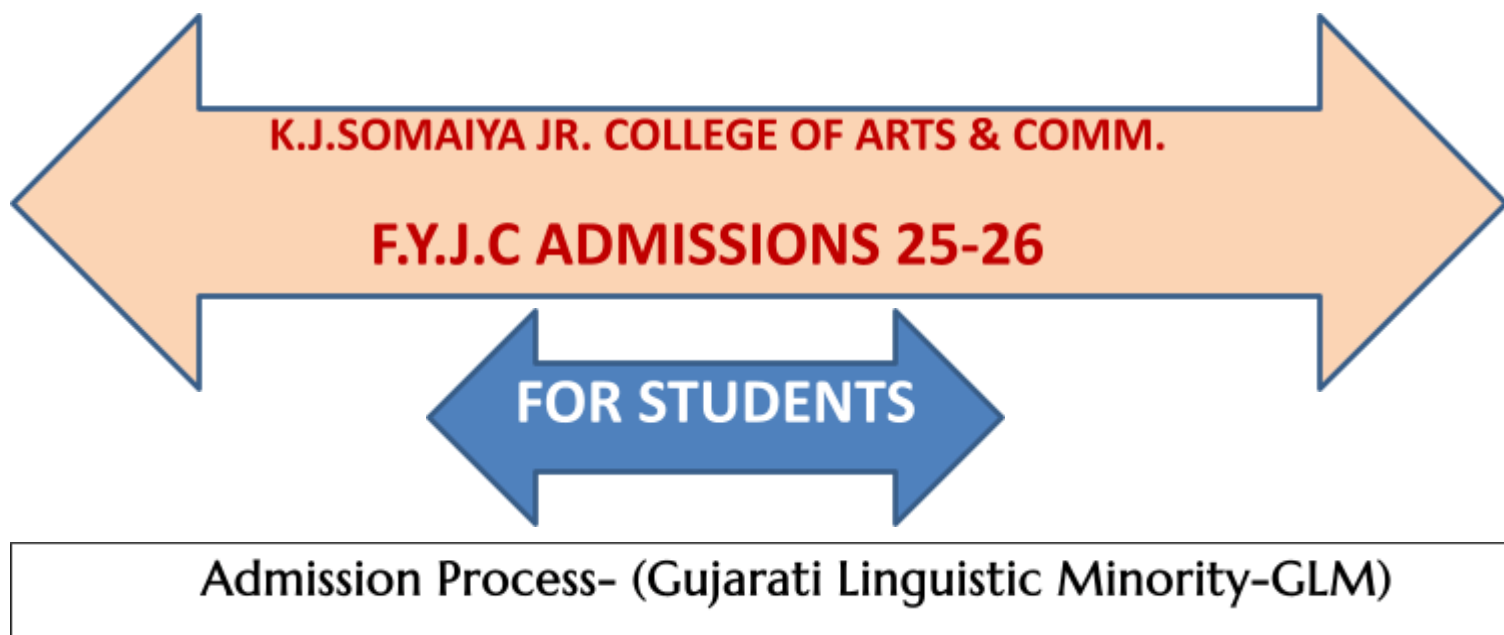 K.J.SOMAIYA JR. COLLEGE OF ARTS & COMM.
F.Y.J.C ADMISSIONS 25-26
FOR STUDENTS
Admission Process- (Gujarati Linguistic Minority-GLM)